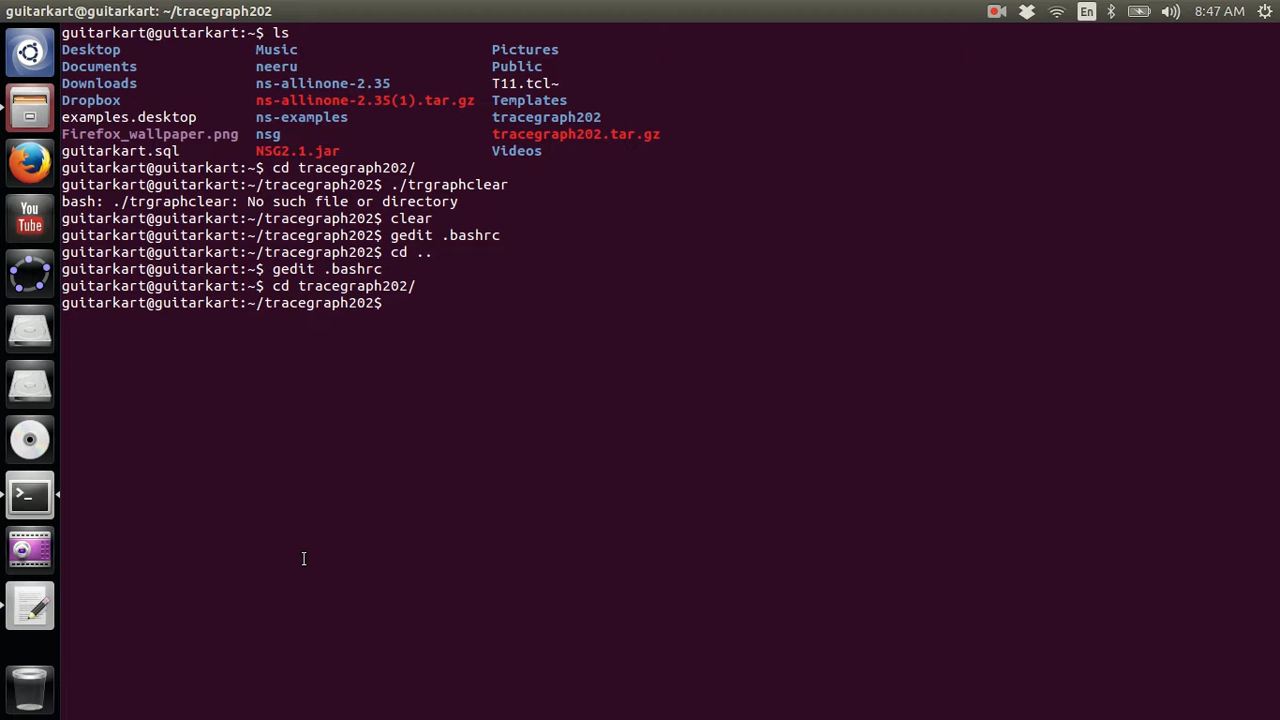 guitarkart@guitarkart: ~/tracegraph202 En 8:47 AM
guitarkart@guitarkart:~$ ls
Desktop Music Pictures
Documents neeru Public
Downloads ns-allinone-2.35 T11.tcl~
Dropbox ns-allinone-2.35(1).tar.gz Templates
examples.desktop ns-examples tracegraph202
Firefox_wallpaper.png nsg tracegraph202.tar.gz
guitarkart.sql NSG2.1.jar Videos
guitarkart@guitarkart:~$ cd tracegraph202/
guitarkart@guitarkart:~/tracegraph202$ ./trgraphclear
bash: ./trgraphclear: No such file or directory
guitarkart@guitarkart:~/tracegraph202$ clear
guitarkart@guitarkart:~/tracegraph202$ gedit .bashrc
guitarkart@guitarkart:~/tracegraph202$ cd ..
guitarkart@guitarkart:~$ gedit .bashrc
guitarkart@guitarkart:~$ cd tracegraph202/
guitarkart@guitarkart:~/tracegraph202$
You
Tube
>_